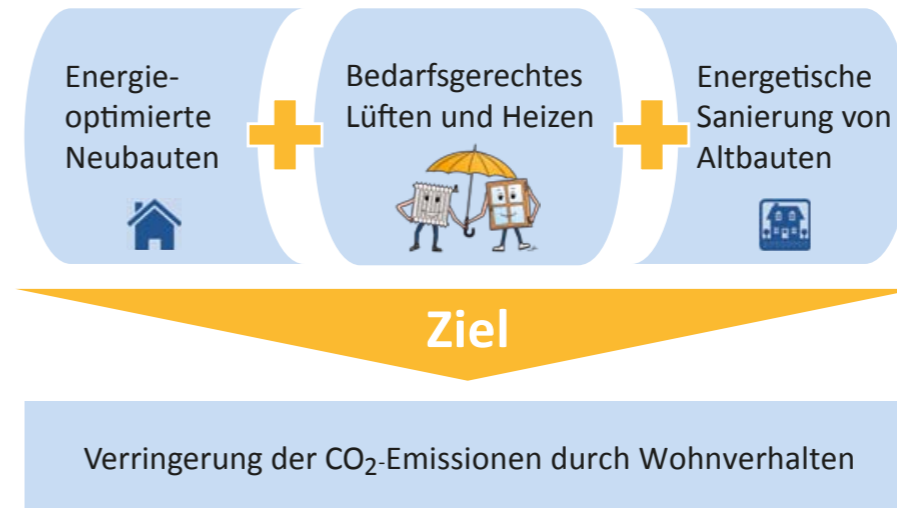 Energie-
optimierte
Neubauten
Bedarfsgerechtes
Lüften und Heizen
Energetische
Sanierung von
Altbauten
Ziel
Verringerung der CO₂-Emissionen durch Wohnverhalten